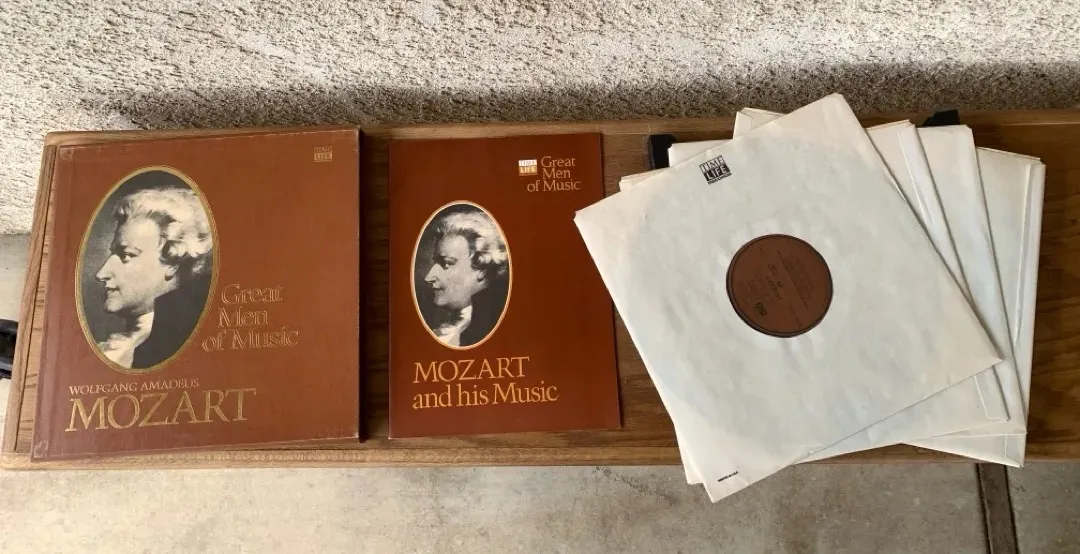 TIME
LIFE
Great
Men
of Music
WOLFGANG AMADEUS
MOZART
TIME
LIFE
Great
Men
of Music
MOZART
and his Music
TIME
LIFE